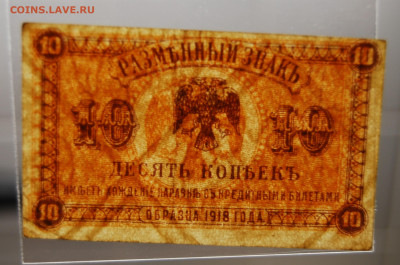 COINS.LAVE.RU
10 10
РАЗМѢННЫЙ ЗНАКЪ
10 10
ДЕСЯТЬ КОПѢЕКЪ
ИМѢЕТЪ ХОЖДЕНІЕ НАРАВНѢ СЪ КРЕДИТНЫМИ БИЛЕТАМИ
10 ОБРАЗЦА 1918 ГОДА 10